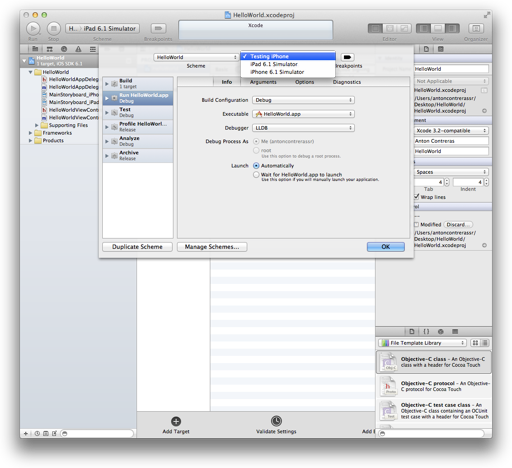 HelloWorld.xcodeproj
Xcode
H... iPad 6.1 Simulator
Run
Stop
Scheme
Breakpoints
Editor
View
Organizer
HelloWorld
1 target, iOS SDK 6.1
HelloWorld
HelloWorldAppDeleg
HelloWorldAppDeleg
MainStoryboard_iPho
MainStoryboard_iPad
HelloWorldViewContr
HelloWorldViewContr
Supporting Files
Frameworks
Products
HelloWorld
Scheme
Testing iPhone
iPad 6.1 Simulator
iPhone 6.1 Simulator
Breakpoints
Build
1 target
Run HelloWorld.app
Debug
Test
Debug
Profile HelloWor...
Release
Analyze
Debug
Archive
Release
Info
Arguments
Options
Diagnostics
Build Configuration
Debug
Executable
HelloWorld.app
Debugger
LLDB
Debug Process As
Me (antoncontrerassr)
root
Use this option to debug a root process.
Launch
Automatically
Wait for HelloWorld.app to launch
Use this option if you will manually launch your application.
Duplicate Scheme
Manage Schemes...
OK
HelloWorld
Not Applicable
HelloWorld.xcodeproj
/Users/antoncontrerassr/
Desktop/HelloWorld/
HelloWorld.xcodeproj
Xcode 3.2-compatible
Anton Contreras
HelloWorld
Spaces
4
4
Tab
Indent
Wrap lines
Modified
Discard...
/Users/antoncontrerassr/
Desktop/HelloWorld/
HelloWorld.xcodeproj
File Template Library
Objective-C class - An Objective-C
class with a header for Cocoa Touch
Objective-C protocol - An Objective-
C protocol for Cocoa Touch
Objective-C test case class - An
Objective-C class containing an OCUnit
test case with a header for Cocoa Touch
Add Target
Validate Settings
Add